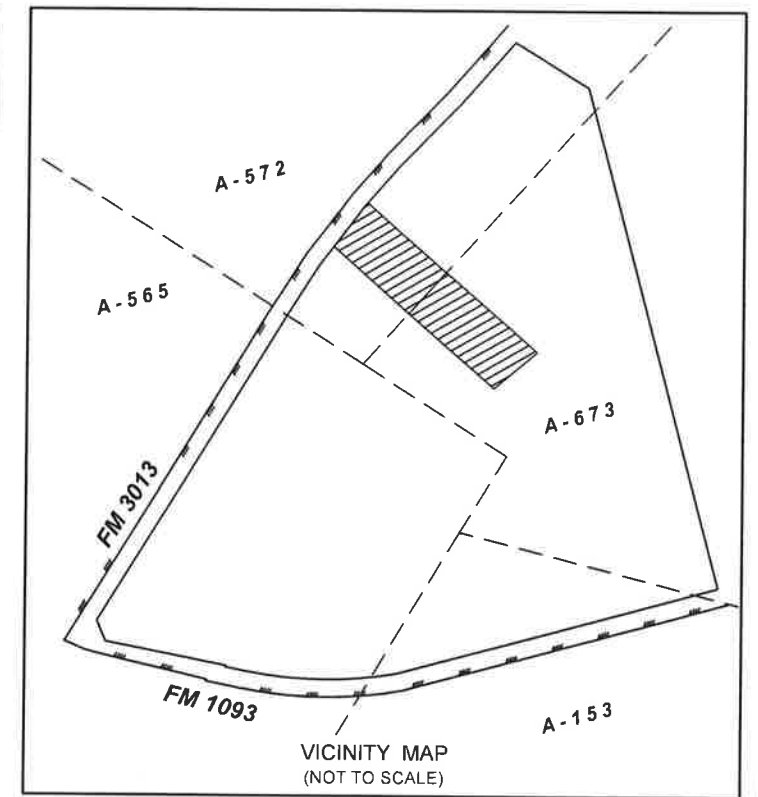 A-572
A-565
A-673
FM 3013
FM 1093
A-153
VICINITY MAP
(NOT TO SCALE)